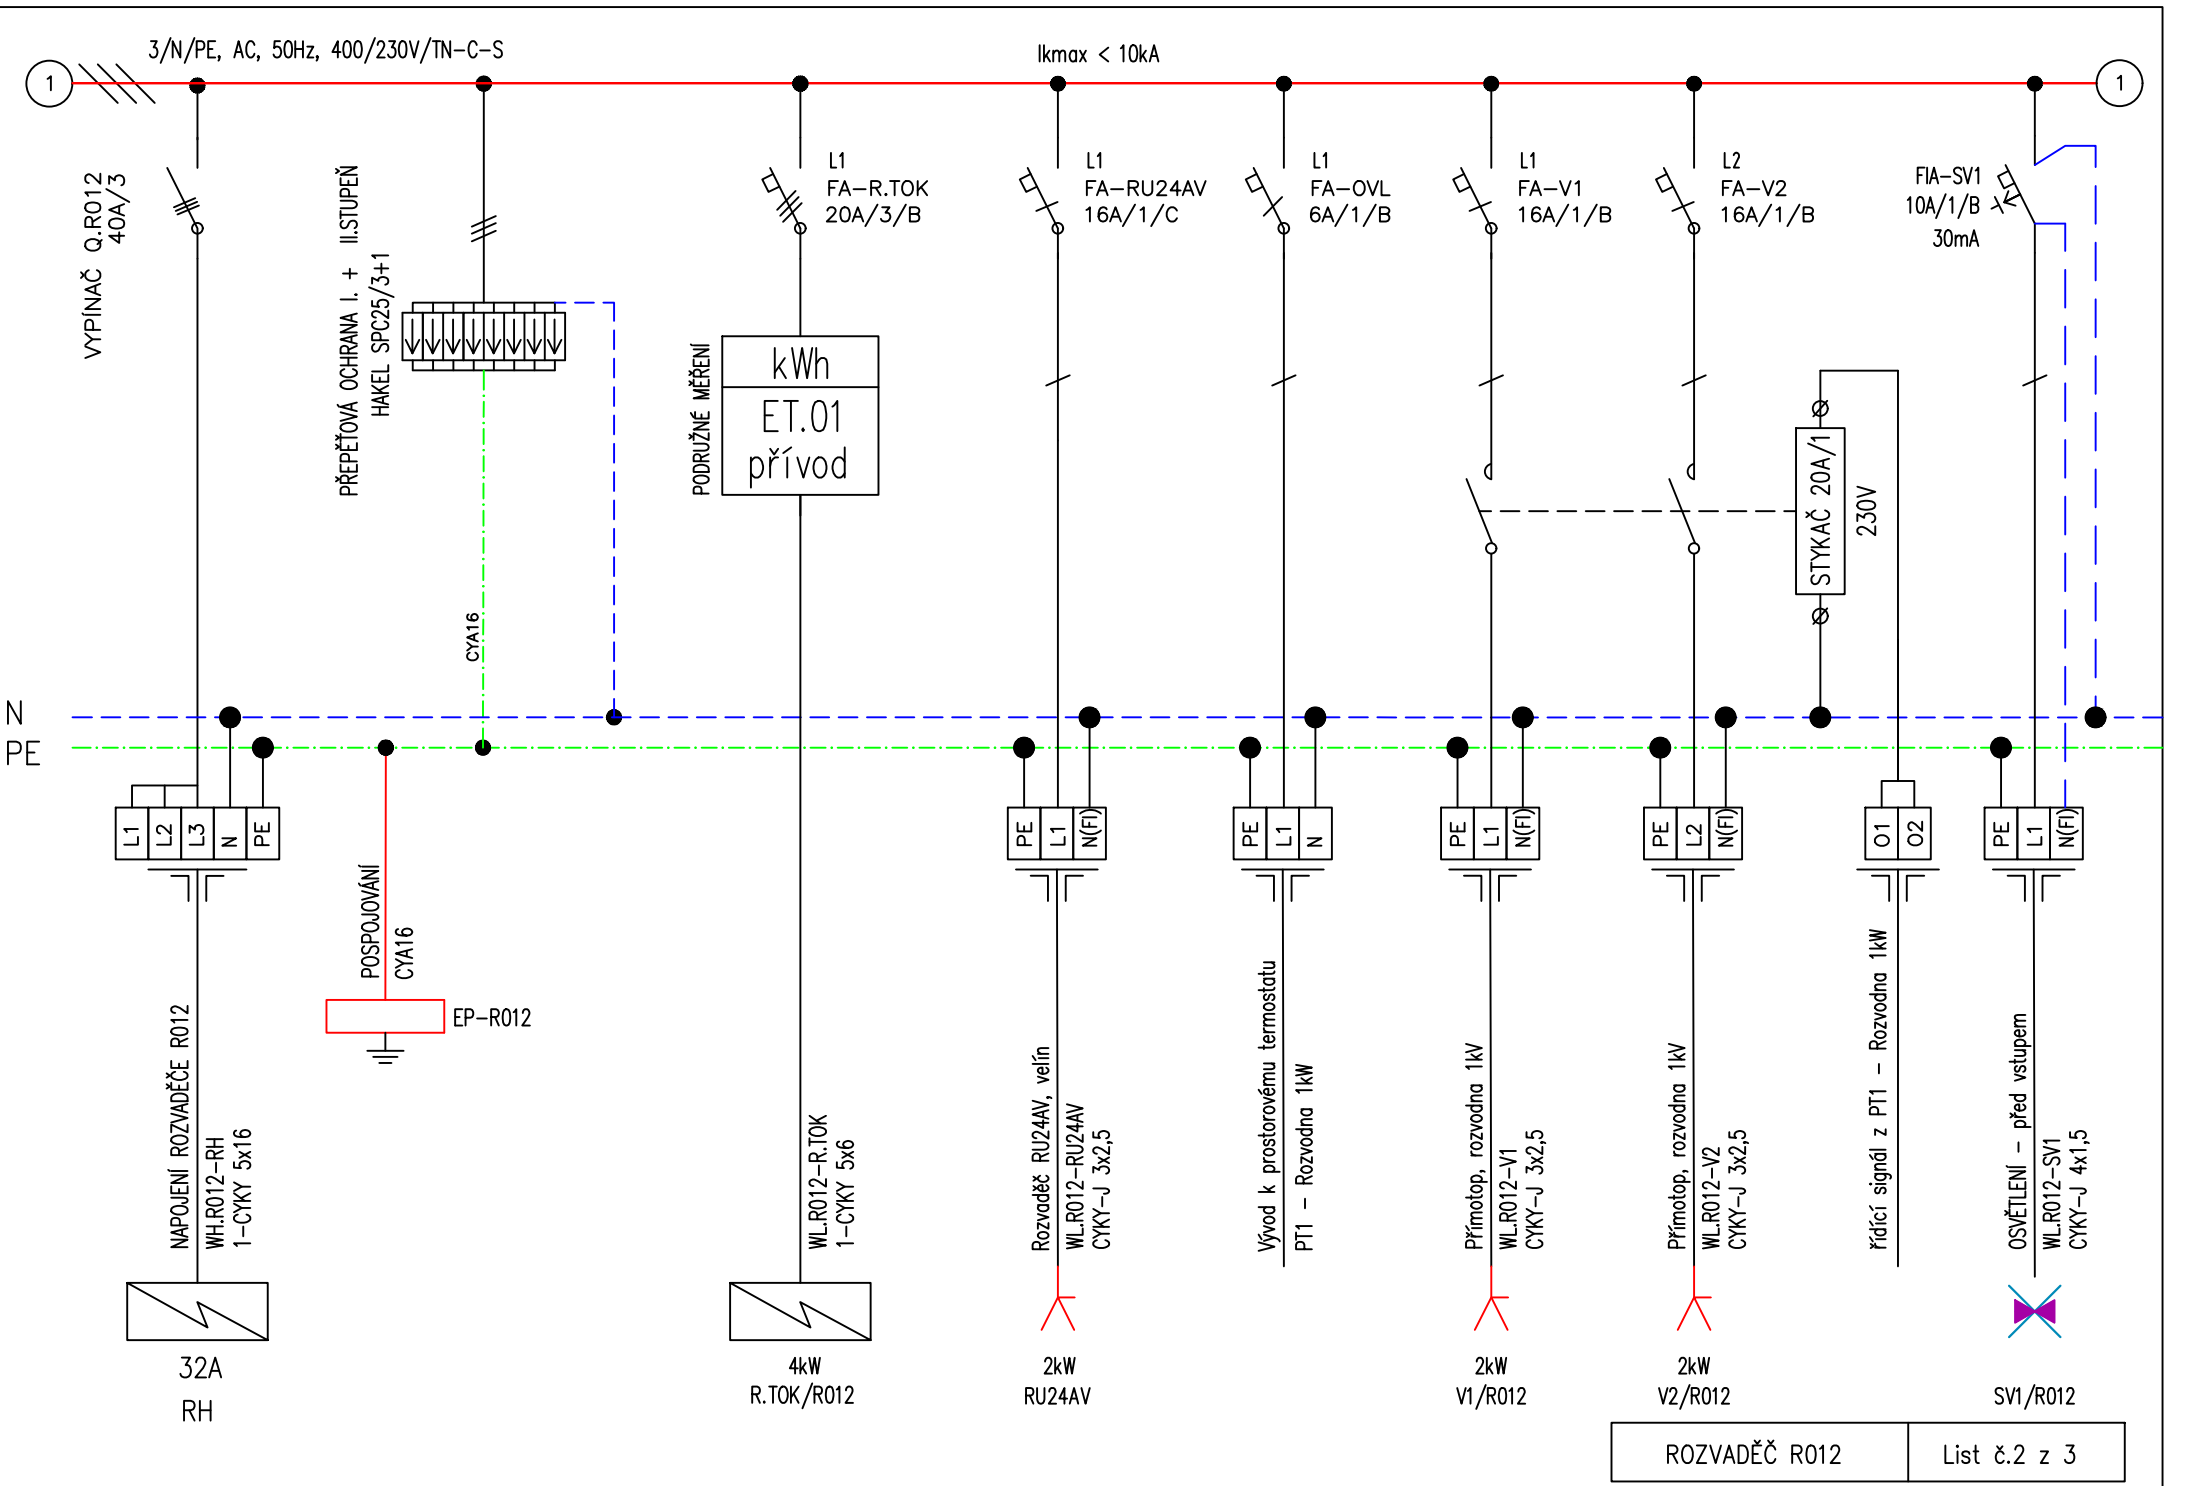 3/N/PE, AC, 50Hz, 400/230V/TN-C-S
Ikmax < 10kA
1
1
VYPÍNAČ Q.R012
40A/3
PŘEPĚŤOVÁ OCHRANA I. + II.STUPEŇ
HAKEL SPC25/3+1
L1
FA-R.TOK
20A/3/B
L1
FA-RU24AV
16A/1/C
L1
FA-OVL
6A/1/B
L1
FA-V1
16A/1/B
L2
FA-V2
16A/1/B
FIA-SV1
10A/1/B
30mA
PODRUŽNÉ MĚŘENÍ
kWh
ET.01
přívod
STYKAČ 20A/1
230V
CYA16
N
PE
L1
L2
L3
N
PE
PE
L1
N(FI)
PE
L1
N
PE
L1
N(FI)
PE
L2
N(FI)
O1
O2
PE
L1
N(FI)
POSPOJOVÁNÍ
CYA16
EP-R012
NAPOJENÍ ROZVADĚČE R012
WH.R012-RH
1-CYKY 5x16
WL.R012-R.TOK
1-CYKY 5x6
Rozvaděč RU24AV, velín
WL.R012-RU24AV
CYKY-J 3x2,5
Vývod k prostorovému termostatu
PT1 - Rozvodna 1kW
Přímotop, rozvodna 1kV
WL.R012-V1
CYKY-J 3x2,5
Přímotop, rozvodna 1kV
WL.R012-V2
CYKY-J 3x2,5
řídící signál z PT1 - Rozvodna 1kW
OSVĚTLENÍ - před vstupem
WL.R012-SV1
CYKY-J 4x1,5
32A
RH
4kW
R.TOK/R012
2kW
RU24AV
2kW
V1/R012
2kW
V2/R012
SV1/R012
ROZVADĚČ R012
List č.2 z 3